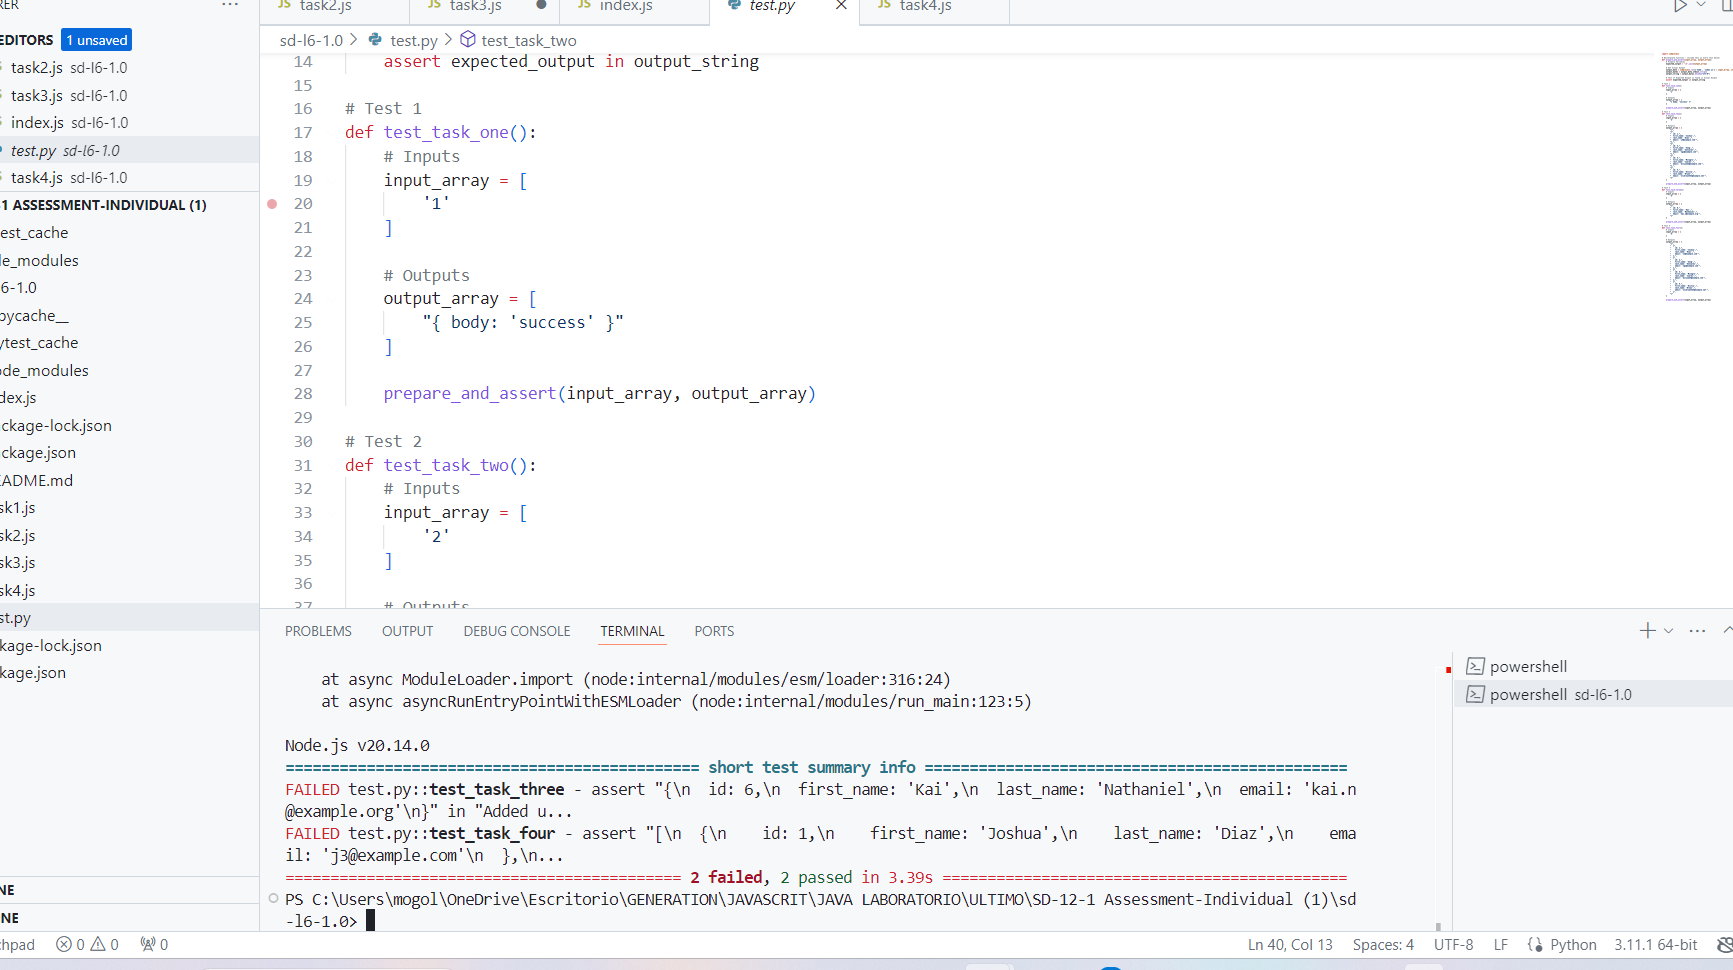 RER
···
JS task2.js
JS task3.js
JS index.js
test.py
JS task4.js
EDITORS 1 unsaved
task2.js sd-l6-1.0
task3.js sd-l6-1.0
index.js sd-l6-1.0
test.py sd-l6-1.0
task4.js sd-l6-1.0
1 ASSESSMENT-INDIVIDUAL (1)
est_cache
le_modules
6-1.0
pycache__
ytest_cache
ode_modules
dex.js
ckage-lock.json
ckage.json
EADME.md
sk1.js
sk2.js
sk3.js
sk4.js
st.py
kage-lock.json
kage.json
NE
NE
sd-l6-1.0 > test.py > test_task_two
14 assert expected_output in output_string
15
16 # Test 1
17 def test_task_one():
18 # Inputs
19 input_array = [
20 '1'
21 ]
22
23 # Outputs
24 output_array = [
25 "{ body: 'success' }"
26 ]
27
28 prepare_and_assert(input_array, output_array)
29
30 # Test 2
31 def test_task_two():
32 # Inputs
33 input_array = [
34 '2'
35 ]
36
37 # Outputs
PROBLEMS OUTPUT DEBUG CONSOLE TERMINAL PORTS
at async ModuleLoader.import (node:internal/modules/esm/loader:316:24)
at async asyncRunEntryPointWithESMLoader (node:internal/modules/run_main:123:5)
Node.js v20.14.0
============================================== short test summary info ===============================================
FAILED test.py::test_task_three - assert "{\n  id: 6,\n  first_name: 'Kai',\n  last_name: 'Nathaniel',\n  email: 'kai.n
@example.org'\n}" in "Added u...
FAILED test.py::test_task_four - assert "[\n  {\n    id: 1,\n    first_name: 'Joshua',\n    last_name: 'Diaz',\n    ema
il: 'j3@example.com'\n  },\n...
============================================ 2 failed, 2 passed in 3.39s =============================================
PS C:\Users\mogol\OneDrive\Escritorio\GENERATION\JAVASCRIT\JAVA LABORATORIO\ULTIMO\SD-12-1 Assessment-Individual (1)\sd
-l6-1.0>
powershell
powershell sd-l6-1.0
hpad 0 0 0
Ln 40, Col 13 Spaces: 4 UTF-8 LF Python 3.11.1 64-bit